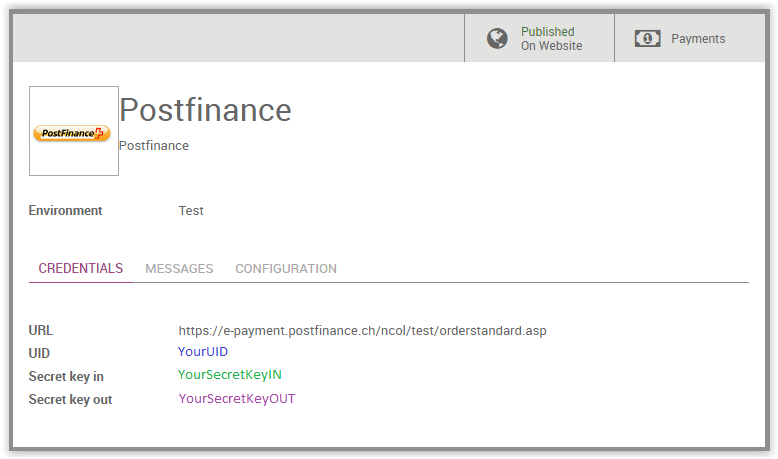 Published
On Website
Payments
PostFinance
Postfinance
Postfinance
Environment Test
CREDENTIALS MESSAGES CONFIGURATION
URL https://e-payment.postfinance.ch/ncol/test/orderstandard.asp
UID YourUID
Secret key in YourSecretKeyIN
Secret key out YourSecretKeyOUT